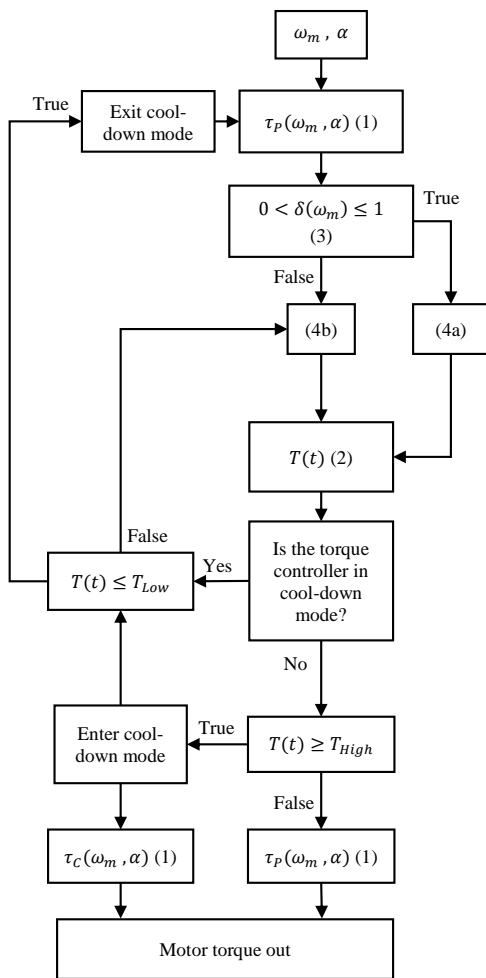 ω_m , α
True
Exit cool-
down mode
τ_P(ω_m , α) (1)
True
0 < δ(ω_m) ≤ 1
(3)
False
(4b)
(4a)
T(t) (2)
False
Yes
Is the torque
controller in
cool-down
mode?
T(t) ≤ T_Low
No
True
Enter cool-
down mode
T(t) ≥ T_High
False
τ_C(ω_m , α) (1)
τ_P(ω_m , α) (1)
Motor torque out